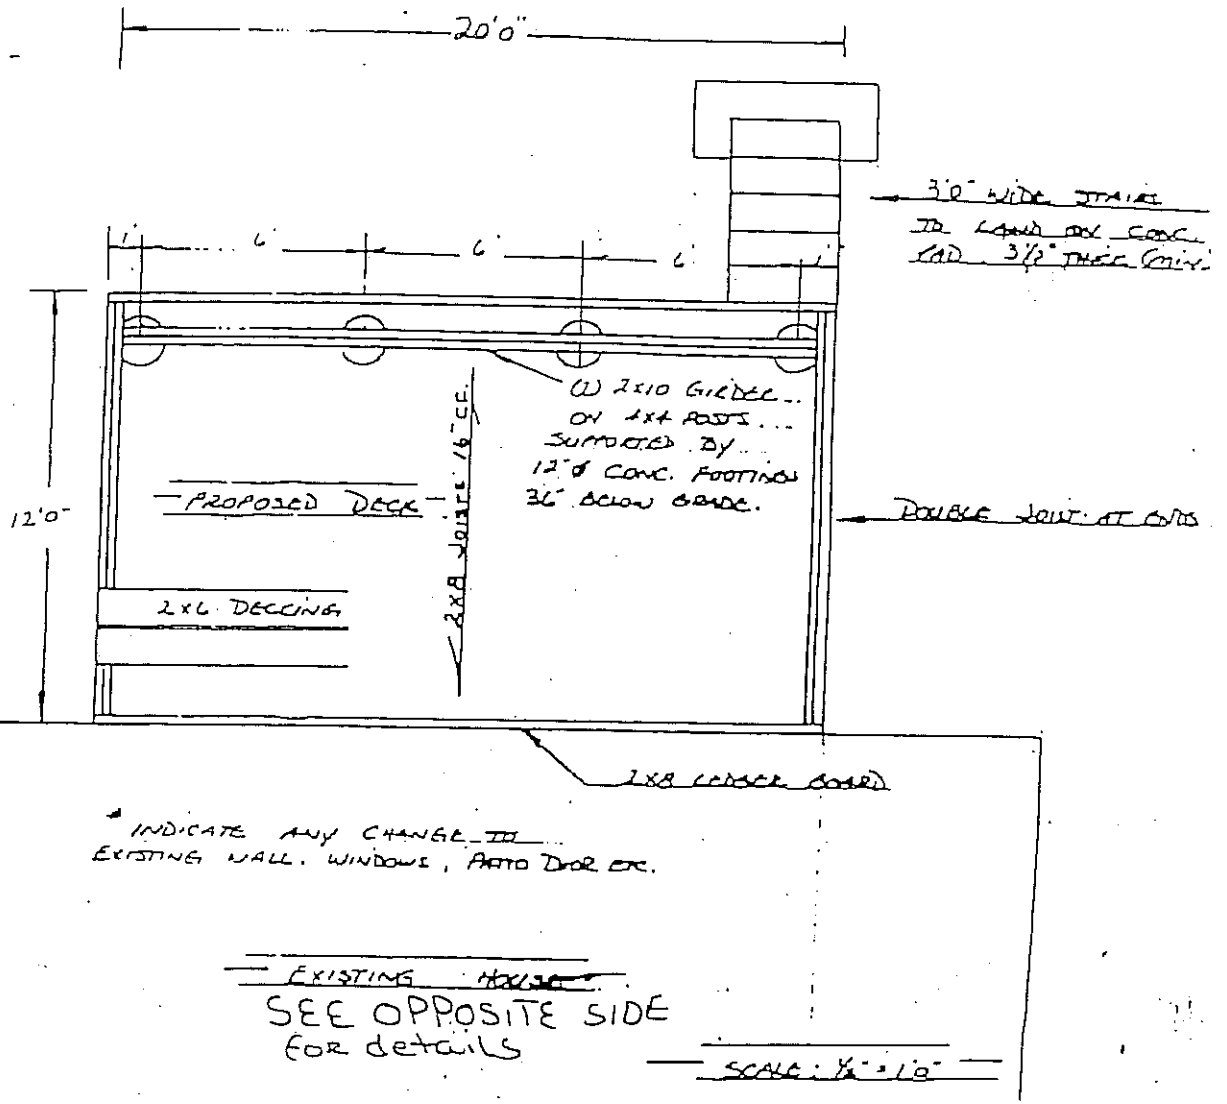 20'0"
3'0" WIDE STAIRS
TO LAND ON CONC.
PAD. 3 1/2" THICK (MIN.
1'
6'
6'
6'
1'
(2) 2x10 GIRDER...
ON 4x4 POSTS...
SUPPORTED BY...
12"Ø CONC. FOOTINGS
36" BELOW GRADE.
PROPOSED DECK
2x8 JOISTS 16" CC.
12'0"
DOUBLE JOIST AT ENDS
2x6 DECKING
2x8 LEDGER BOARD
* INDICATE ANY CHANGE TO...
EXISTING WALL. WINDOWS, PATIO DOOR ETC.
EXISTING HOUSE
SEE OPPOSITE SIDE
FOR details
SCALE: = 1'0"